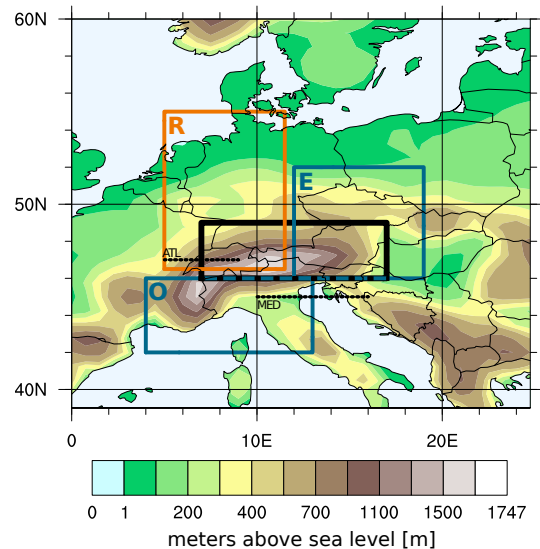 60N
R
E
50N
ATL
O
MED
40N
0 10E 20E
0 1 200 400 700 1100 1500 1747
meters above sea level [m]